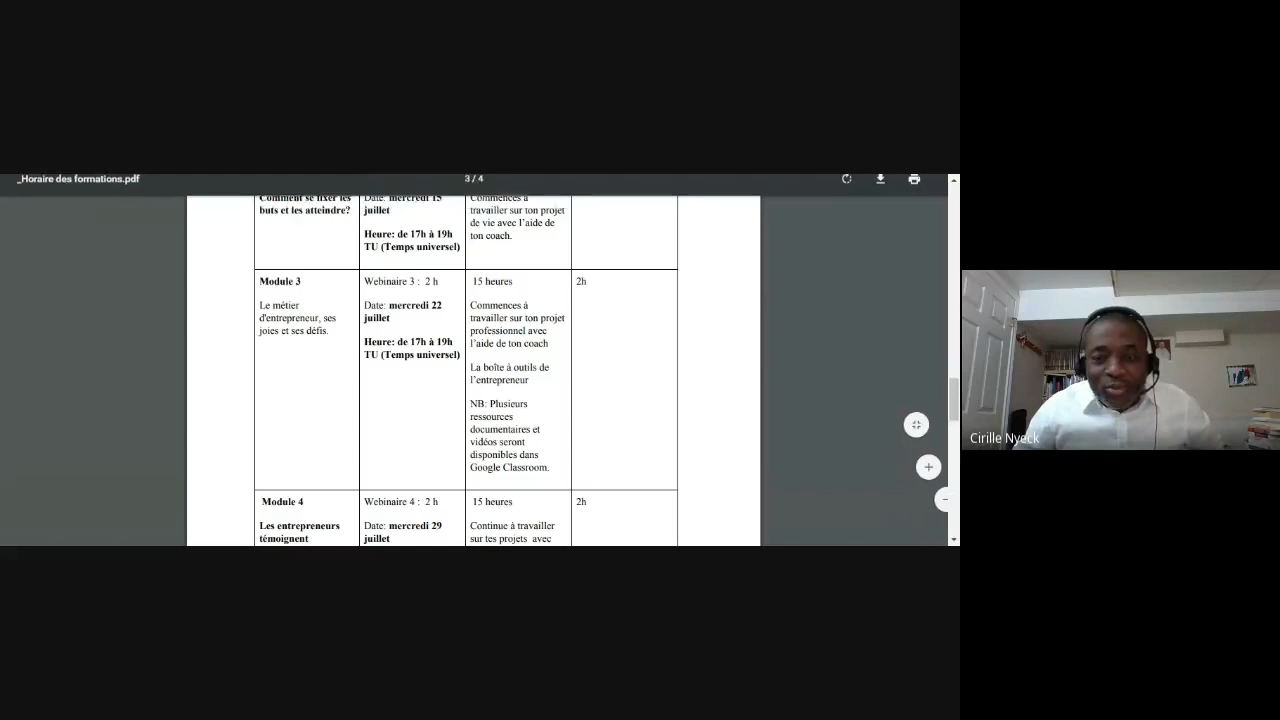 _Horaire des formations.pdf
3 / 4
Comment se fixer les
buts et les atteindre?
Date: mercredi 15
juillet
Heure: de 17h à 19h
TU (Temps universel)
Commences à
travailler sur ton projet
de vie avec l'aide de
ton coach.
Module 3
Le métier
d'entrepreneur, ses
joies et ses défis.
Webinaire 3 : 2 h
Date: mercredi 22
juillet
Heure: de 17h à 19h
TU (Temps universel)
15 heures
Commences à
travailler sur ton projet
professionnel avec
l'aide de ton coach
La boîte à outils de
l'entrepreneur
NB: Plusieurs
ressources
documentaires et
vidéos seront
disponibles dans
Google Classroom.
2h
Module 4
Les entrepreneurs
témoignent
Webinaire 4 : 2 h
Date: mercredi 29
juillet
15 heures
Continue à travailler
sur tes projets avec
2h
Cirille Nyeck